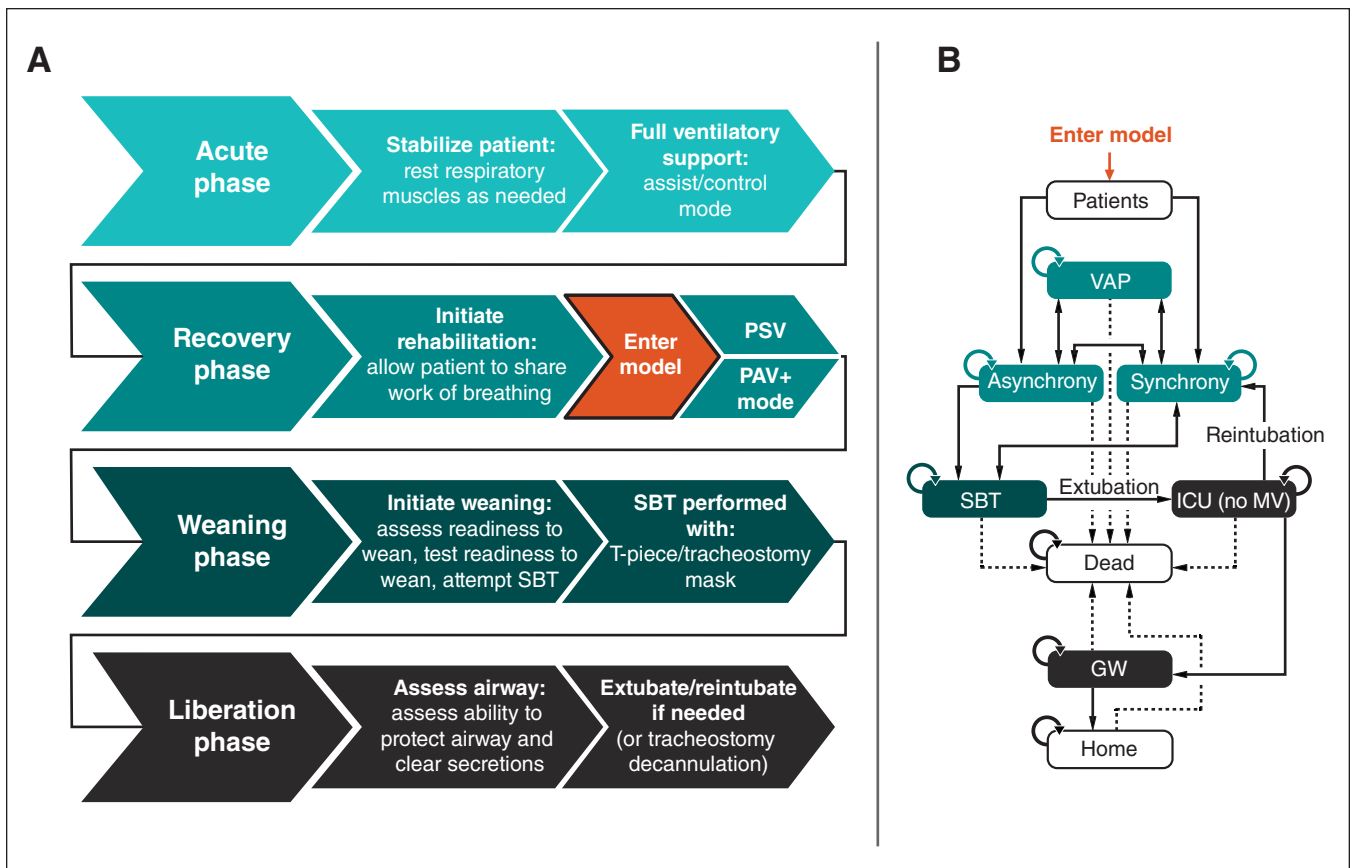 A
Acute
phase
Stabilize patient:
rest respiratory
muscles as needed
Full ventilatory
support:
assist/control
mode
Recovery
phase
Initiate
rehabilitation:
allow patient to share
work of breathing
Enter
model
PSV
PAV+
mode
Weaning
phase
Initiate weaning:
assess readiness to
wean, test readiness to
wean, attempt SBT
SBT performed
with:
T-piece/tracheostomy
mask
Liberation
phase
Assess airway:
assess ability to
protect airway and
clear secretions
Extubate/reintubate
if needed
(or tracheostomy
decannulation)
B
Enter model
Patients
VAP
Asynchrony
Synchrony
Reintubation
SBT
Extubation
ICU (no MV)
Dead
GW
Home